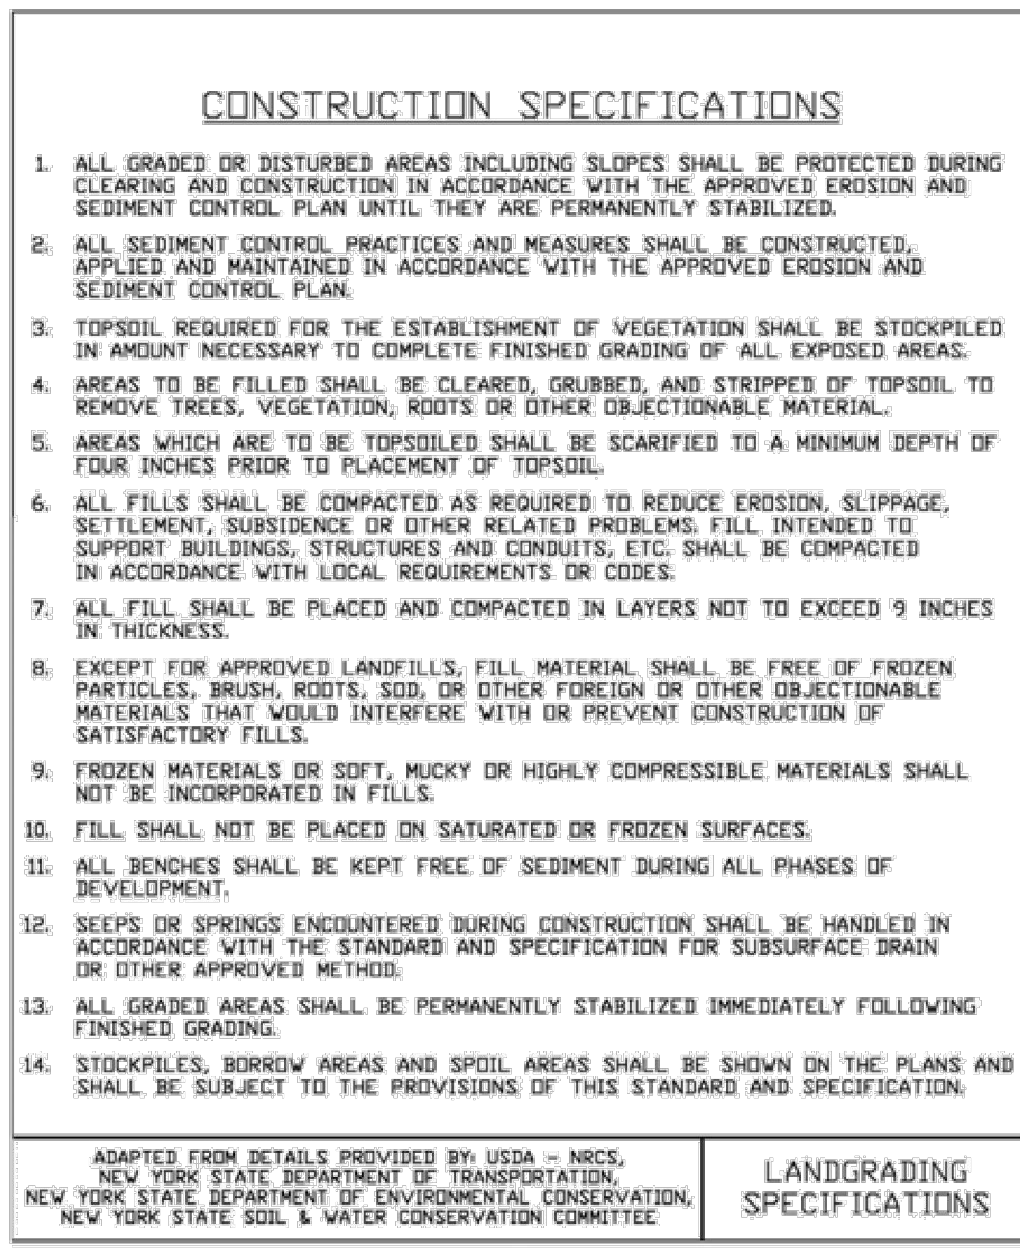 CONSTRUCTION SPECIFICATIONS
1. ALL GRADED OR DISTURBED AREAS INCLUDING SLOPES SHALL BE PROTECTED DURING
CLEARING AND CONSTRUCTION IN ACCORDANCE WITH THE APPROVED EROSION AND
SEDIMENT CONTROL PLAN UNTIL THEY ARE PERMANENTLY STABILIZED.
2. ALL SEDIMENT CONTROL PRACTICES AND MEASURES SHALL BE CONSTRUCTED,
APPLIED AND MAINTAINED IN ACCORDANCE WITH THE APPROVED EROSION AND
SEDIMENT CONTROL PLAN.
3. TOPSOIL REQUIRED FOR THE ESTABLISHMENT OF VEGETATION SHALL BE STOCKPILED
IN AMOUNT NECESSARY TO COMPLETE FINISHED GRADING OF ALL EXPOSED AREAS.
4. AREAS TO BE FILLED SHALL BE CLEARED, GRUBBED, AND STRIPPED OF TOPSOIL TO
REMOVE TREES, VEGETATION, ROOTS OR OTHER OBJECTIONABLE MATERIAL.
5. AREAS WHICH ARE TO BE TOPSOILED SHALL BE SCARIFIED TO A MINIMUM DEPTH OF
FOUR INCHES PRIOR TO PLACEMENT OF TOPSOIL.
6. ALL FILLS SHALL BE COMPACTED AS REQUIRED TO REDUCE EROSION, SLIPPAGE,
SETTLEMENT, SUBSIDENCE OR OTHER RELATED PROBLEMS. FILL INTENDED TO
SUPPORT BUILDINGS, STRUCTURES AND CONDUITS, ETC. SHALL BE COMPACTED
IN ACCORDANCE WITH LOCAL REQUIREMENTS OR CODES.
7. ALL FILL SHALL BE PLACED AND COMPACTED IN LAYERS NOT TO EXCEED 9 INCHES
IN THICKNESS.
8. EXCEPT FOR APPROVED LANDFILLS, FILL MATERIAL SHALL BE FREE OF FROZEN
PARTICLES, BRUSH, ROOTS, SOD, OR OTHER FOREIGN OR OTHER OBJECTIONABLE
MATERIALS THAT WOULD INTERFERE WITH OR PREVENT CONSTRUCTION OF
SATISFACTORY FILLS.
9. FROZEN MATERIALS OR SOFT, MUCKY OR HIGHLY COMPRESSIBLE MATERIALS SHALL
NOT BE INCORPORATED IN FILLS.
10. FILL SHALL NOT BE PLACED ON SATURATED OR FROZEN SURFACES.
11. ALL BENCHES SHALL BE KEPT FREE OF SEDIMENT DURING ALL PHASES OF
DEVELOPMENT.
12. SEEPS OR SPRINGS ENCOUNTERED DURING CONSTRUCTION SHALL BE HANDLED IN
ACCORDANCE WITH THE STANDARD AND SPECIFICATION FOR SUBSURFACE DRAIN
OR OTHER APPROVED METHOD.
13. ALL GRADED AREAS SHALL BE PERMANENTLY STABILIZED IMMEDIATELY FOLLOWING
FINISHED GRADING.
14. STOCKPILES, BORROW AREAS AND SPOIL AREAS SHALL BE SHOWN ON THE PLANS AND
SHALL BE SUBJECT TO THE PROVISIONS OF THIS STANDARD AND SPECIFICATION.
ADAPTED FROM DETAILS PROVIDED BY: USDA - NRCS,
NEW YORK STATE DEPARTMENT OF TRANSPORTATION,
NEW YORK STATE DEPARTMENT OF ENVIRONMENTAL CONSERVATION,
NEW YORK STATE SOIL & WATER CONSERVATION COMMITTEE
LANDGRADING
SPECIFICATIONS